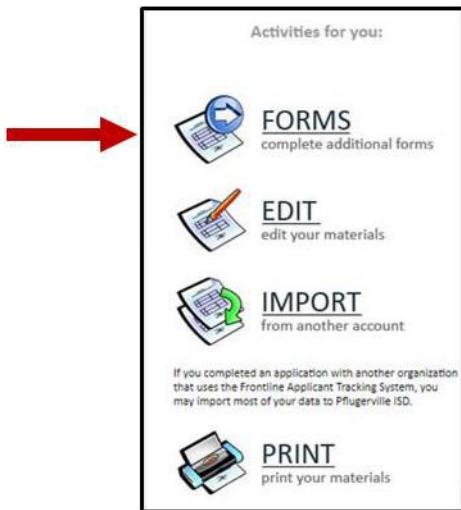 Activities for you:
FORMS
complete additional forms
EDIT
edit your materials
IMPORT
from another account
If you completed an application with another organization
that uses the Frontline Applicant Tracking System, you
may import most of your data to Pflugerville ISD.
PRINT
print your materials